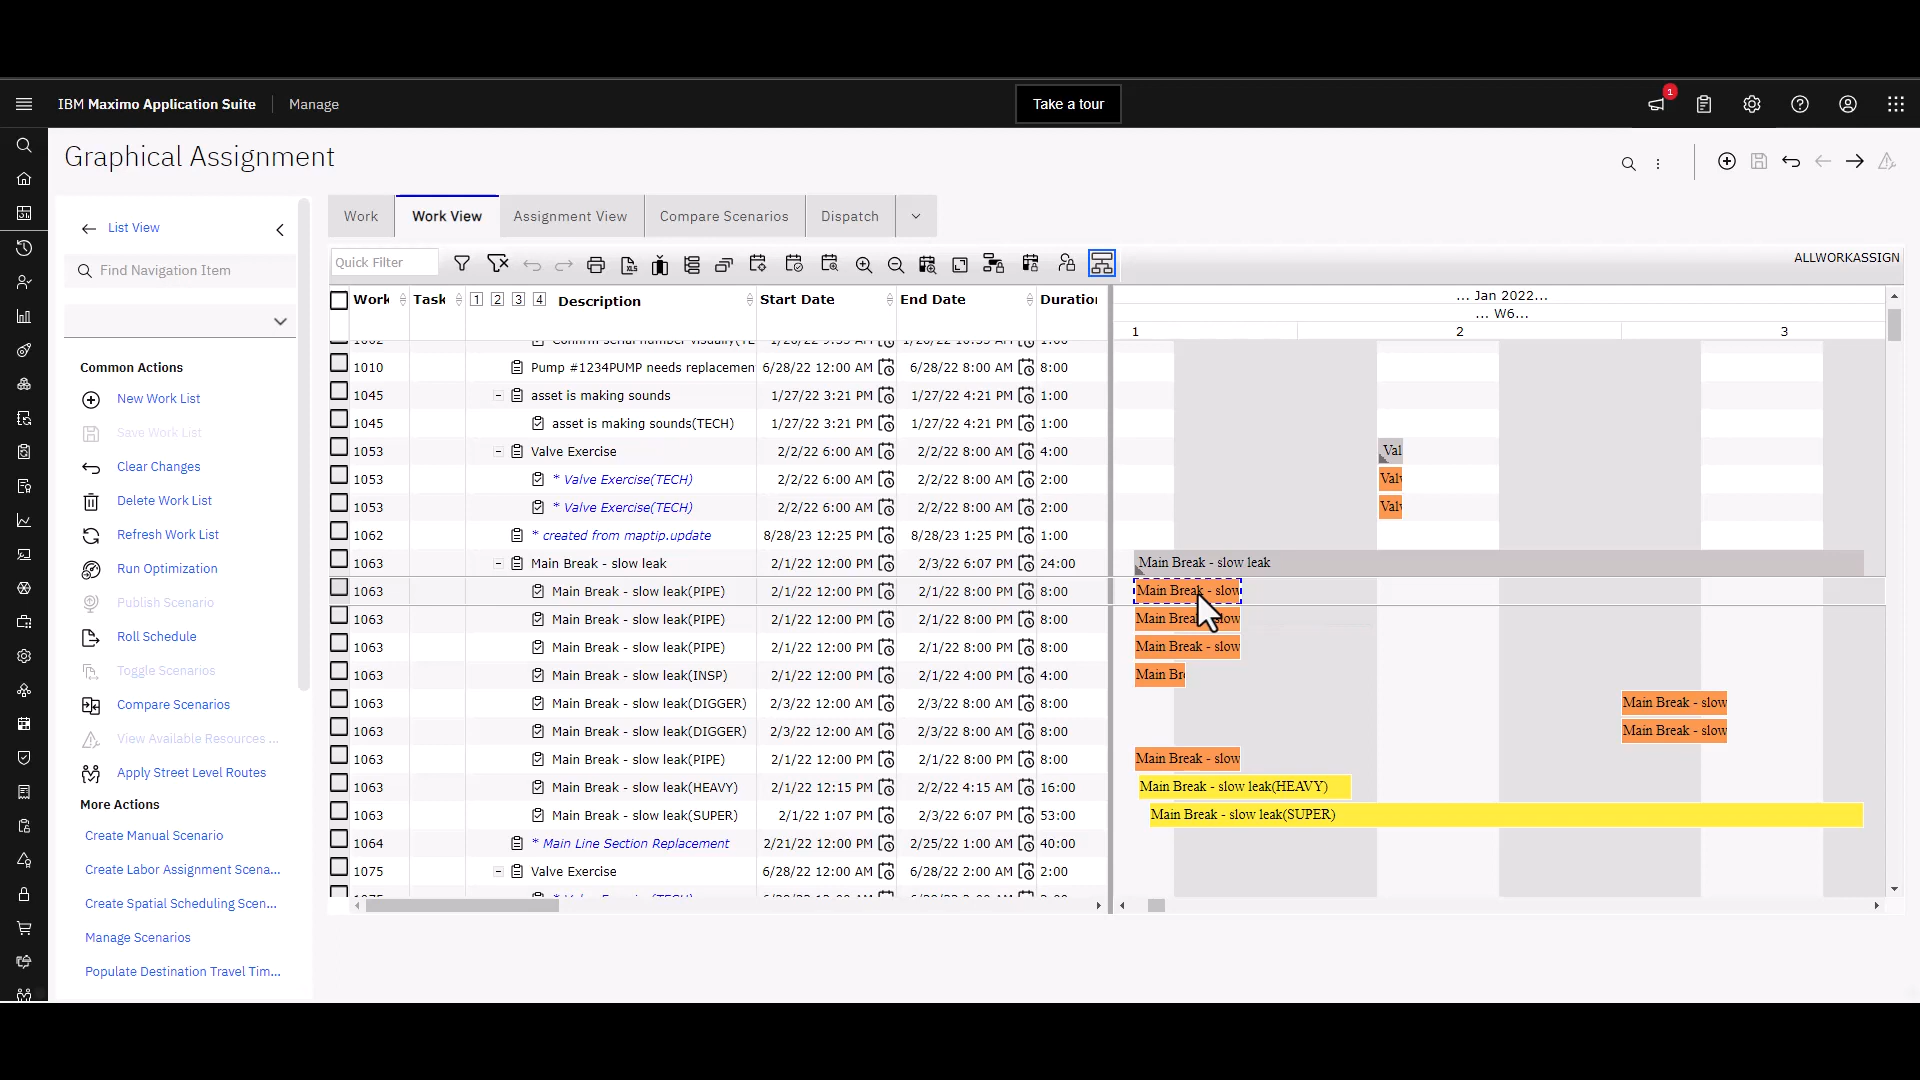 IBM Maximo Application Suite Manage Take a tour 1
Graphical Assignment
List View
Find Navigation Item
Common Actions
New Work List
Save Work List
Clear Changes
Delete Work List
Refresh Work List
Run Optimization
Publish Scenario
Roll Schedule
Toggle Scenarios
Compare Scenarios
View Available Resources ...
Apply Street Level Routes
More Actions
Create Manual Scenario
Create Labor Assignment Scena...
Create Spatial Scheduling Scen...
Manage Scenarios
Populate Destination Travel Tim...
Work Work View Assignment View Compare Scenarios Dispatch
Quick Filter XLS ALLWORKASSIGN
Work Task 1 2 3 4 Description Start Date End Date Duration
1010 Pump #1234PUMP needs replacemen 6/28/22 12:00 AM 6/28/22 8:00 AM 8:00
1045 asset is making sounds 1/27/22 3:21 PM 1/27/22 4:21 PM 1:00
1045 asset is making sounds(TECH) 1/27/22 3:21 PM 1/27/22 4:21 PM 1:00
1053 Valve Exercise 2/2/22 6:00 AM 2/2/22 8:00 AM 4:00
1053 * Valve Exercise(TECH) 2/2/22 6:00 AM 2/2/22 8:00 AM 2:00
1053 * Valve Exercise(TECH) 2/2/22 6:00 AM 2/2/22 8:00 AM 2:00
1062 * created from maptip.update 8/28/23 12:25 PM 8/28/23 1:25 PM 1:00
1063 Main Break - slow leak 2/1/22 12:00 PM 2/3/22 6:07 PM 24:00
1063 Main Break - slow leak(PIPE) 2/1/22 12:00 PM 2/1/22 8:00 PM 8:00
1063 Main Break - slow leak(PIPE) 2/1/22 12:00 PM 2/1/22 8:00 PM 8:00
1063 Main Break - slow leak(PIPE) 2/1/22 12:00 PM 2/1/22 8:00 PM 8:00
1063 Main Break - slow leak(INSP) 2/1/22 12:00 PM 2/1/22 4:00 PM 4:00
1063 Main Break - slow leak(DIGGER) 2/3/22 12:00 AM 2/3/22 8:00 AM 8:00
1063 Main Break - slow leak(DIGGER) 2/3/22 12:00 AM 2/3/22 8:00 AM 8:00
1063 Main Break - slow leak(PIPE) 2/1/22 12:00 PM 2/1/22 8:00 PM 8:00
1063 Main Break - slow leak(HEAVY) 2/1/22 12:15 PM 2/2/22 4:15 AM 16:00
1063 Main Break - slow leak(SUPER) 2/1/22 1:07 PM 2/3/22 6:07 PM 53:00
1064 * Main Line Section Replacement 2/21/22 12:00 PM 2/25/22 1:00 AM 40:00
1075 Valve Exercise 6/28/22 12:00 AM 6/28/22 2:00 AM 2:00
... Jan 2022...
... W6...
1 2 3
Val
Valv
Valv
Main Break - slow leak
Main Break - slow
Main Break - slow
Main Break - slow
Main Bre
Main Break - slow
Main Break - slow
Main Break - slow
Main Break - slow leak(HEAVY)
Main Break - slow leak(SUPER)